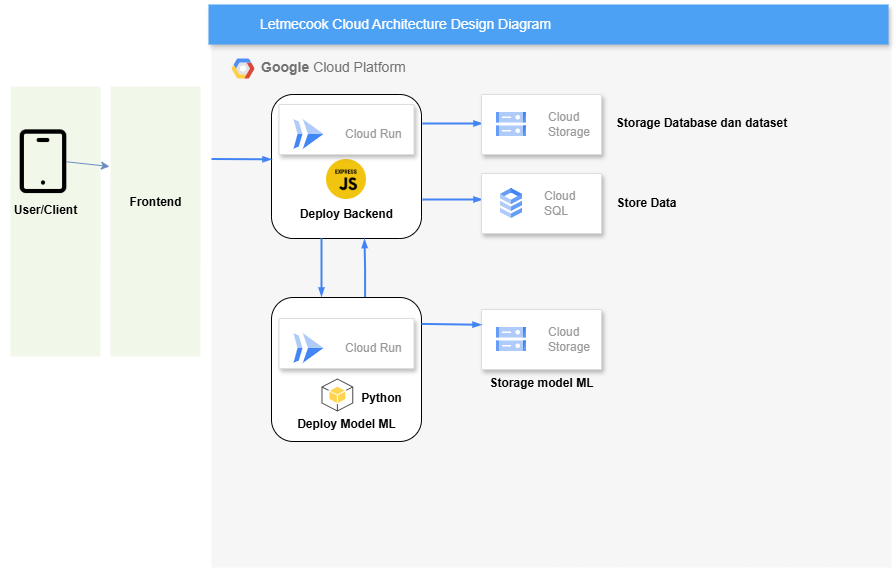 Letmecook Cloud Architecture Design Diagram
Google Cloud Platform
User/Client
Frontend
Cloud Run
EXPRESS
JS
Deploy Backend
Cloud
Storage
Storage Database dan dataset
Cloud
SQL
Store Data
Cloud Run
Python
Deploy Model ML
Cloud
Storage
Storage model ML